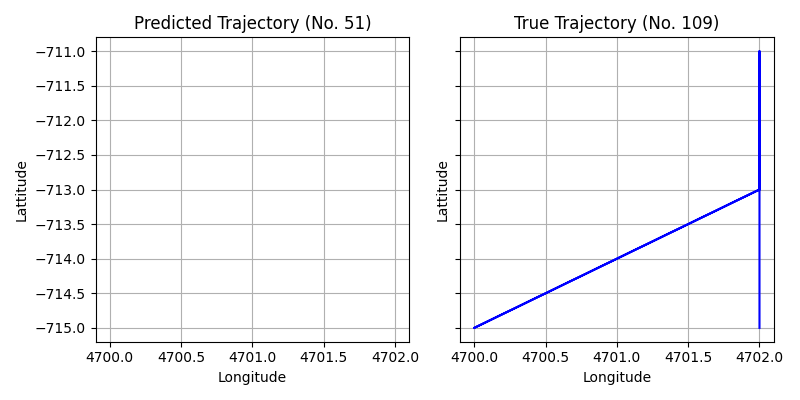 Predicted Trajectory (No. 51)
True Trajectory (No. 109)
−711.0
−711.5
−712.0
−712.5
−713.0
−713.5
−714.0
−714.5
−715.0
Lattitude
Lattitude
4700.0 4700.5 4701.0 4701.5 4702.0
4700.0 4700.5 4701.0 4701.5 4702.0
Longitude
Longitude